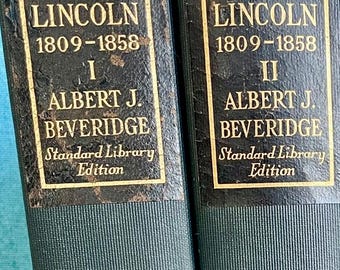 LINCOLN
1809-1858
I
ALBERT J.
BEVERIDGE
Standard Library
Edition
LINCOLN
1809-1858
II
ALBERT J.
BEVERIDGE
Standard Library
Edition